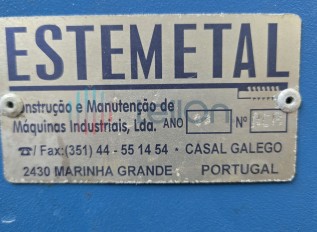 ESTEMETAL
Construção e Manutenção de
Máquinas Industriais, Lda. ANO Nº
☎/Fax:(351) 44 - 55 14 54 • CASAL GALEGO
2430 MARINHA GRANDE PORTUGAL